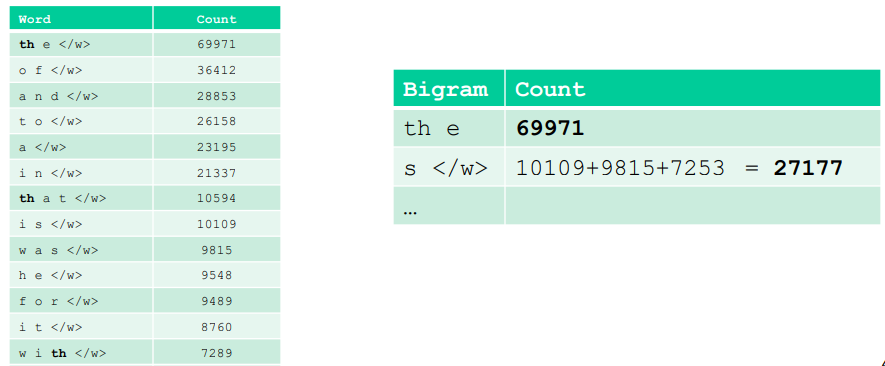 Word Count
th e </w> 69971
o f </w> 36412
a n d </w> 28853
t o </w> 26158
a </w> 23195
i n </w> 21337
th a t </w> 10594
i s </w> 10109
w a s </w> 9815
h e </w> 9548
f o r </w> 9489
i t </w> 8760
w i th </w> 7289
Bigram Count
th e 69971
s </w> 10109+9815+7253 = 27177
…